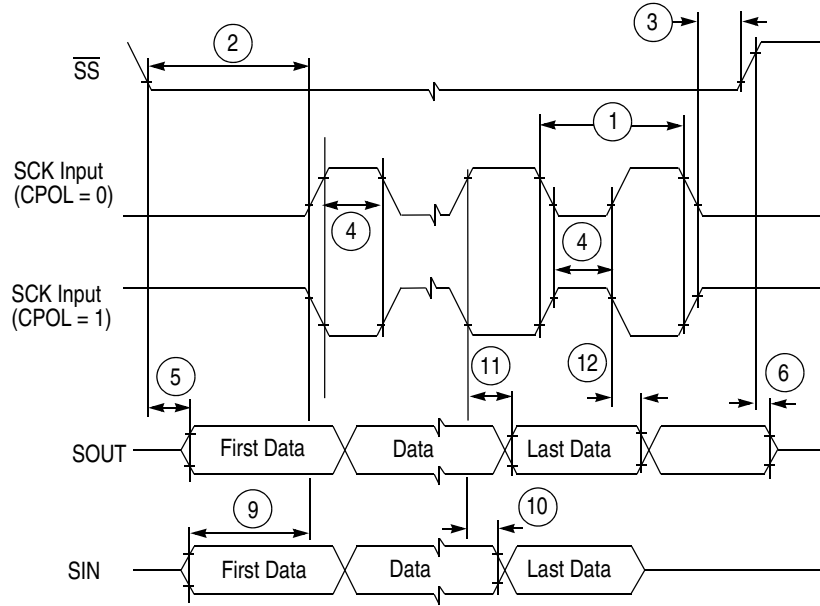 2
3
SS
1
SCK Input
(CPOL = 0)
4
4
SCK Input
(CPOL = 1)
5
11
12
6
SOUT
First Data
Data
Last Data
9
10
SIN
First Data
Data
Last Data